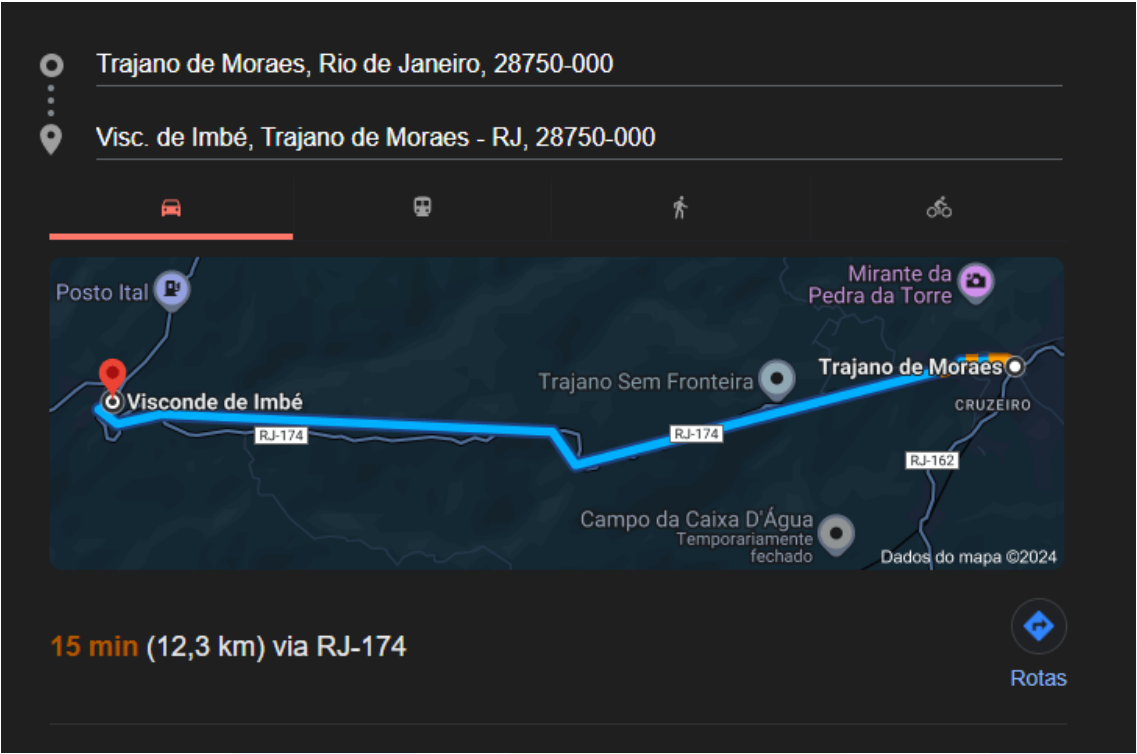 Trajano de Moraes, Rio de Janeiro, 28750-000
Visc. de Imbé, Trajano de Moraes - RJ, 28750-000
Mirante da
Pedra da Torre
Posto Ital
Trajano de Moraes
Trajano Sem Fronteira
Visconde de Imbé
CRUZEIRO
RJ-174
RJ-174
RJ-162
Campo da Caixa D'Água
Temporariamente
fechado
Dados do mapa ©2024
15 min (12,3 km) via RJ-174
Rotas